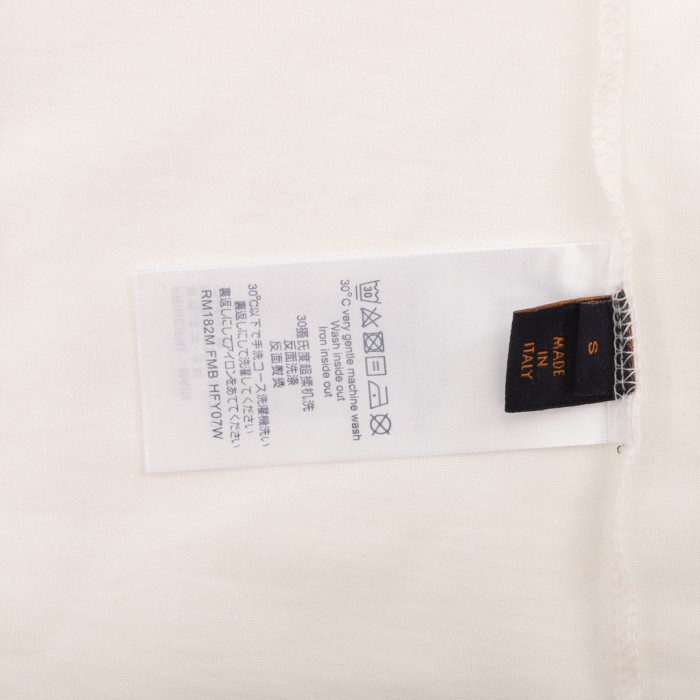 S
MADE
IN
ITALY
30
30°C very gentle machine wash
Wash inside out
Iron inside out
30攝氏度超揉机洗
反面洗滌
反面熨燙
30℃以下で手洗コース洗濯機洗い
裏返しにして洗濯してください
裏返しにしてアイロンをあててください
RM182M FMB HFY07W